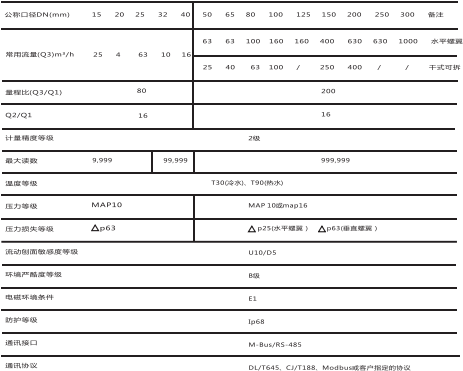 公称口径DN(mm) 15 20 25 32 40 50 65 80 100 125 150 200 250 300 备注
63 63 100 160 160 400 630 630 1000 水平螺翼
常用流量(Q3)m³/h 25 4 63 10 16
25 40 63 100 / 250 400 / / 干式可拆
量程比(Q3/Q1) 80 200
Q2/Q1 16 16
计量精度等级 2级
最大读数 9,999 99,999 999,999
温度等级 T30(冷水)、T90(热水)
压力等级 MAP10 MAP 10或map16
压力损失等级 △p63 △p25(水平螺翼) △p63(垂直螺翼)
流动剖面敏感度等级 U10/D5
环境严酷度等级 B级
电磁环境条件 E1
防护等级 Ip68
通讯接口 M-Bus/RS-485
通讯协议 DL/T645、CJ/T188、Modbus或客户指定的协议